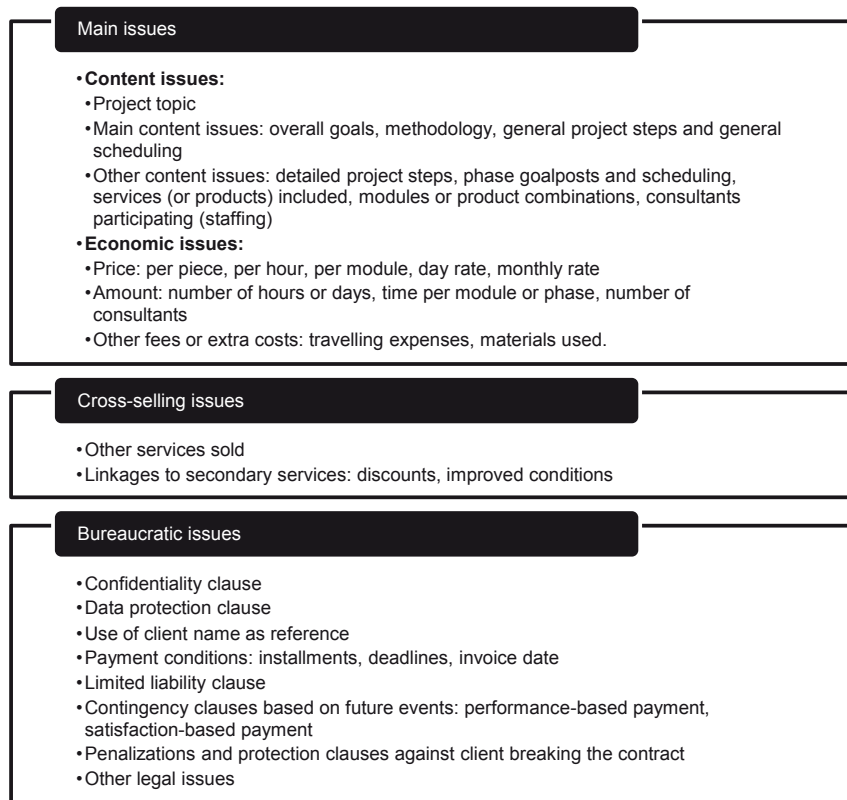 Main issues
•Content issues:
•Project topic
•Main content issues: overall goals, methodology, general project steps and general
scheduling
•Other content issues: detailed project steps, phase goalposts and scheduling,
services (or products) included, modules or product combinations, consultants
participating (staffing)
•Economic issues:
•Price: per piece, per hour, per module, day rate, monthly rate
•Amount: number of hours or days, time per module or phase, number of
consultants
•Other fees or extra costs: travelling expenses, materials used.
Cross-selling issues
•Other services sold
•Linkages to secondary services: discounts, improved conditions
Bureaucratic issues
•Confidentiality clause
•Data protection clause
•Use of client name as reference
•Payment conditions: installments, deadlines, invoice date
•Limited liability clause
•Contingency clauses based on future events: performance-based payment,
satisfaction-based payment
•Penalizations and protection clauses against client breaking the contract
•Other legal issues